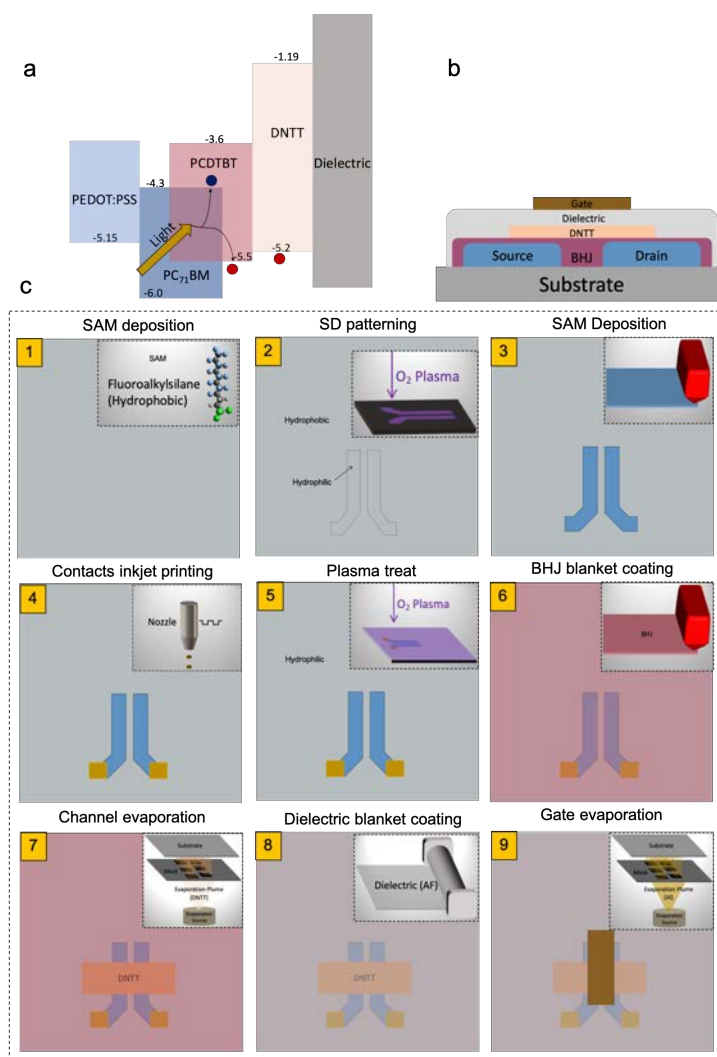 a
-1.19
DNTT
-3.6
PCDTBT
Dielectric
PEDOT:PSS
-4.3
-5.15
Light
-5.5
-5.2
PC71BM
-6.0
b
Gate
Dielectric
DNTT
Source
BHJ
Drain
Substrate
c
SAM deposition
1
SAM
Fluoroalkylsilane
(Hydrophobic)
SD patterning
2
O2 Plasma
Hydrophobic
Hydrophilic
SAM Deposition
3
Contacts inkjet printing
4
Nozzle
Plasma treat
5
O2 Plasma
Hydrophilic
BHJ blanket coating
6
BHJ
Channel evaporation
7
Substrate
Mask
Evaporation Plume
(DNTT)
Evaporation
Source
DNTT
Dielectric blanket coating
8
Dielectric (AF)
DNTT
Gate evaporation
9
Substrate
Mask
Evaporation Plume
(Ag)
Evaporation
Source